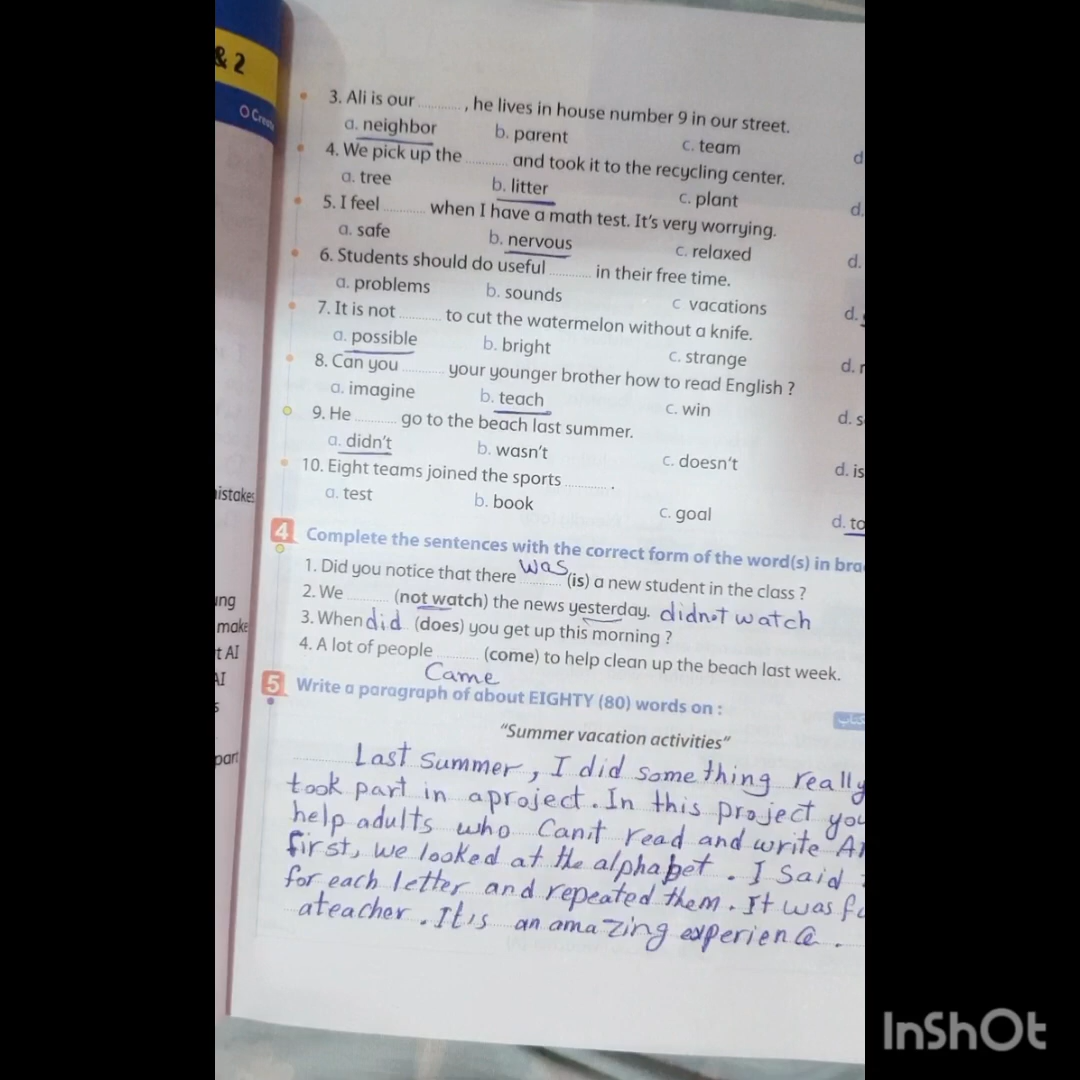 & 2
3. Ali is our .......... , he lives in house number 9 in our street.
a. neighbor b. parent c. team d
4. We pick up the .......... and took it to the recycling center.
a. tree b. litter c. plant d.
5. I feel .......... when I have a math test. It's very worrying.
a. safe b. nervous c. relaxed d.
6. Students should do useful .......... in their free time.
a. problems b. sounds c vacations d.
7. It is not .......... to cut the watermelon without a knife.
a. possible b. bright c. strange d.
8. Can you .......... your younger brother how to read English ?
a. imagine b. teach c. win d. s
9. He .......... go to the beach last summer.
a. didn't b. wasn't c. doesn't d. is
10. Eight teams joined the sports .......... .
a. test b. book c. goal d. to
4 Complete the sentences with the correct form of the word(s) in bra
1. Did you notice that there was (is) a new student in the class ?
2. We .......... (not watch) the news yesterday. didnot watch
3. When did (does) you get up this morning ?
4. A lot of people .......... (come) to help clean up the beach last week.
Came
5 Write a paragraph of about EIGHTY (80) words on :
"Summer vacation activities"
Last summer, I did something really
took part in aproject. In this project you
help adults who Can't read and write Ar
first, we looked at the alphabet. I Said
for each letter and repeated them. It was
ateacher. It is an amazing experience.
istakes
ung
make
t AI
AI
s
part
كتاب
InShOt